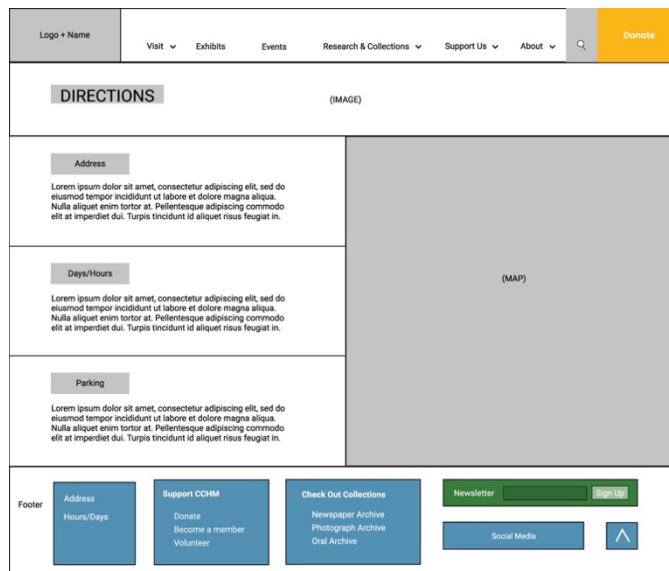 Logo + Name
Visit
Exhibits
Events
Research & Collections
Support Us
About
Donate
DIRECTIONS
(IMAGE)
Address
Lorem ipsum dolor sit amet, consectetur adipiscing elit, sed do
eiusmod tempor incididunt ut labore et dolore magna aliqua.
Nulla aliquet enim tortor at. Pellentesque adipiscing commodo
elit at imperdiet dui. Turpis tincidunt id aliquet risus feugiat in.
Days/Hours
Lorem ipsum dolor sit amet, consectetur adipiscing elit, sed do
eiusmod tempor incididunt ut labore et dolore magna aliqua.
Nulla aliquet enim tortor at. Pellentesque adipiscing commodo
elit at imperdiet dui. Turpis tincidunt id aliquet risus feugiat in.
(MAP)
Parking
Lorem ipsum dolor sit amet, consectetur adipiscing elit, sed do
eiusmod tempor incididunt ut labore et dolore magna aliqua.
Nulla aliquet enim tortor at. Pellentesque adipiscing commodo
elit at imperdiet dui. Turpis tincidunt id aliquet risus feugiat in.
Footer
Address
Hours/Days
Support CCHM
Donate
Become a member
Volunteer
Check Out Collections
Newspaper Archive
Photograph Archive
Oral Archive
Newsletter
Sign Up
Social Media